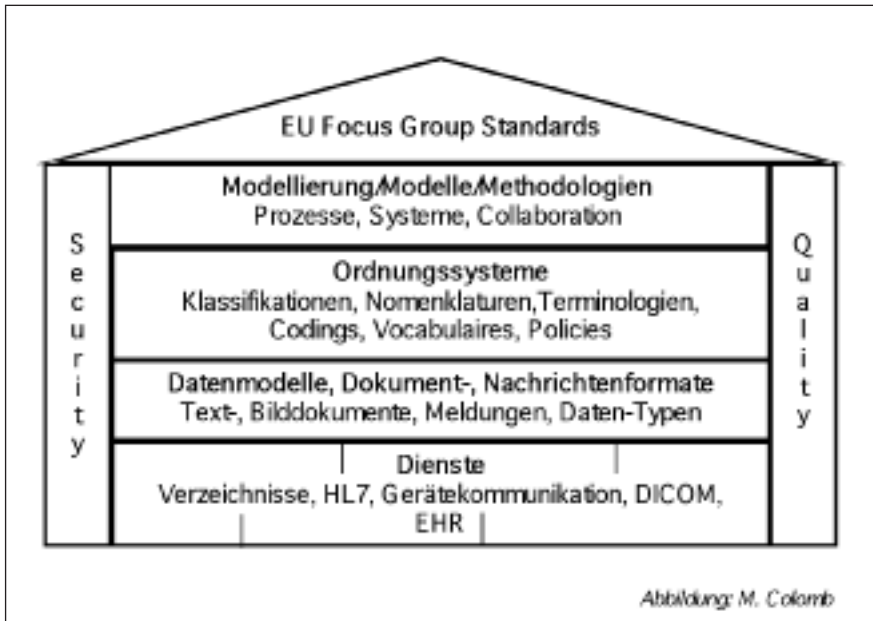 EU Focus Group Standards
Modellierung/Modelle/Methodologien
Prozesse, Systeme, Collaboration
Security
Quality
Ordnungssysteme
Klassifikationen, Nomenklaturen,Terminologien,
Codings, Vocabulaires, Policies
Datenmodelle, Dokument-, Nachrichtenformate
Text-, Bilddokumente, Meldungen, Daten-Typen
Dienste
Verzeichnisse, HL7, Gerätekommunikation, DICOM,
EHR
Abbildung: M. Colomb